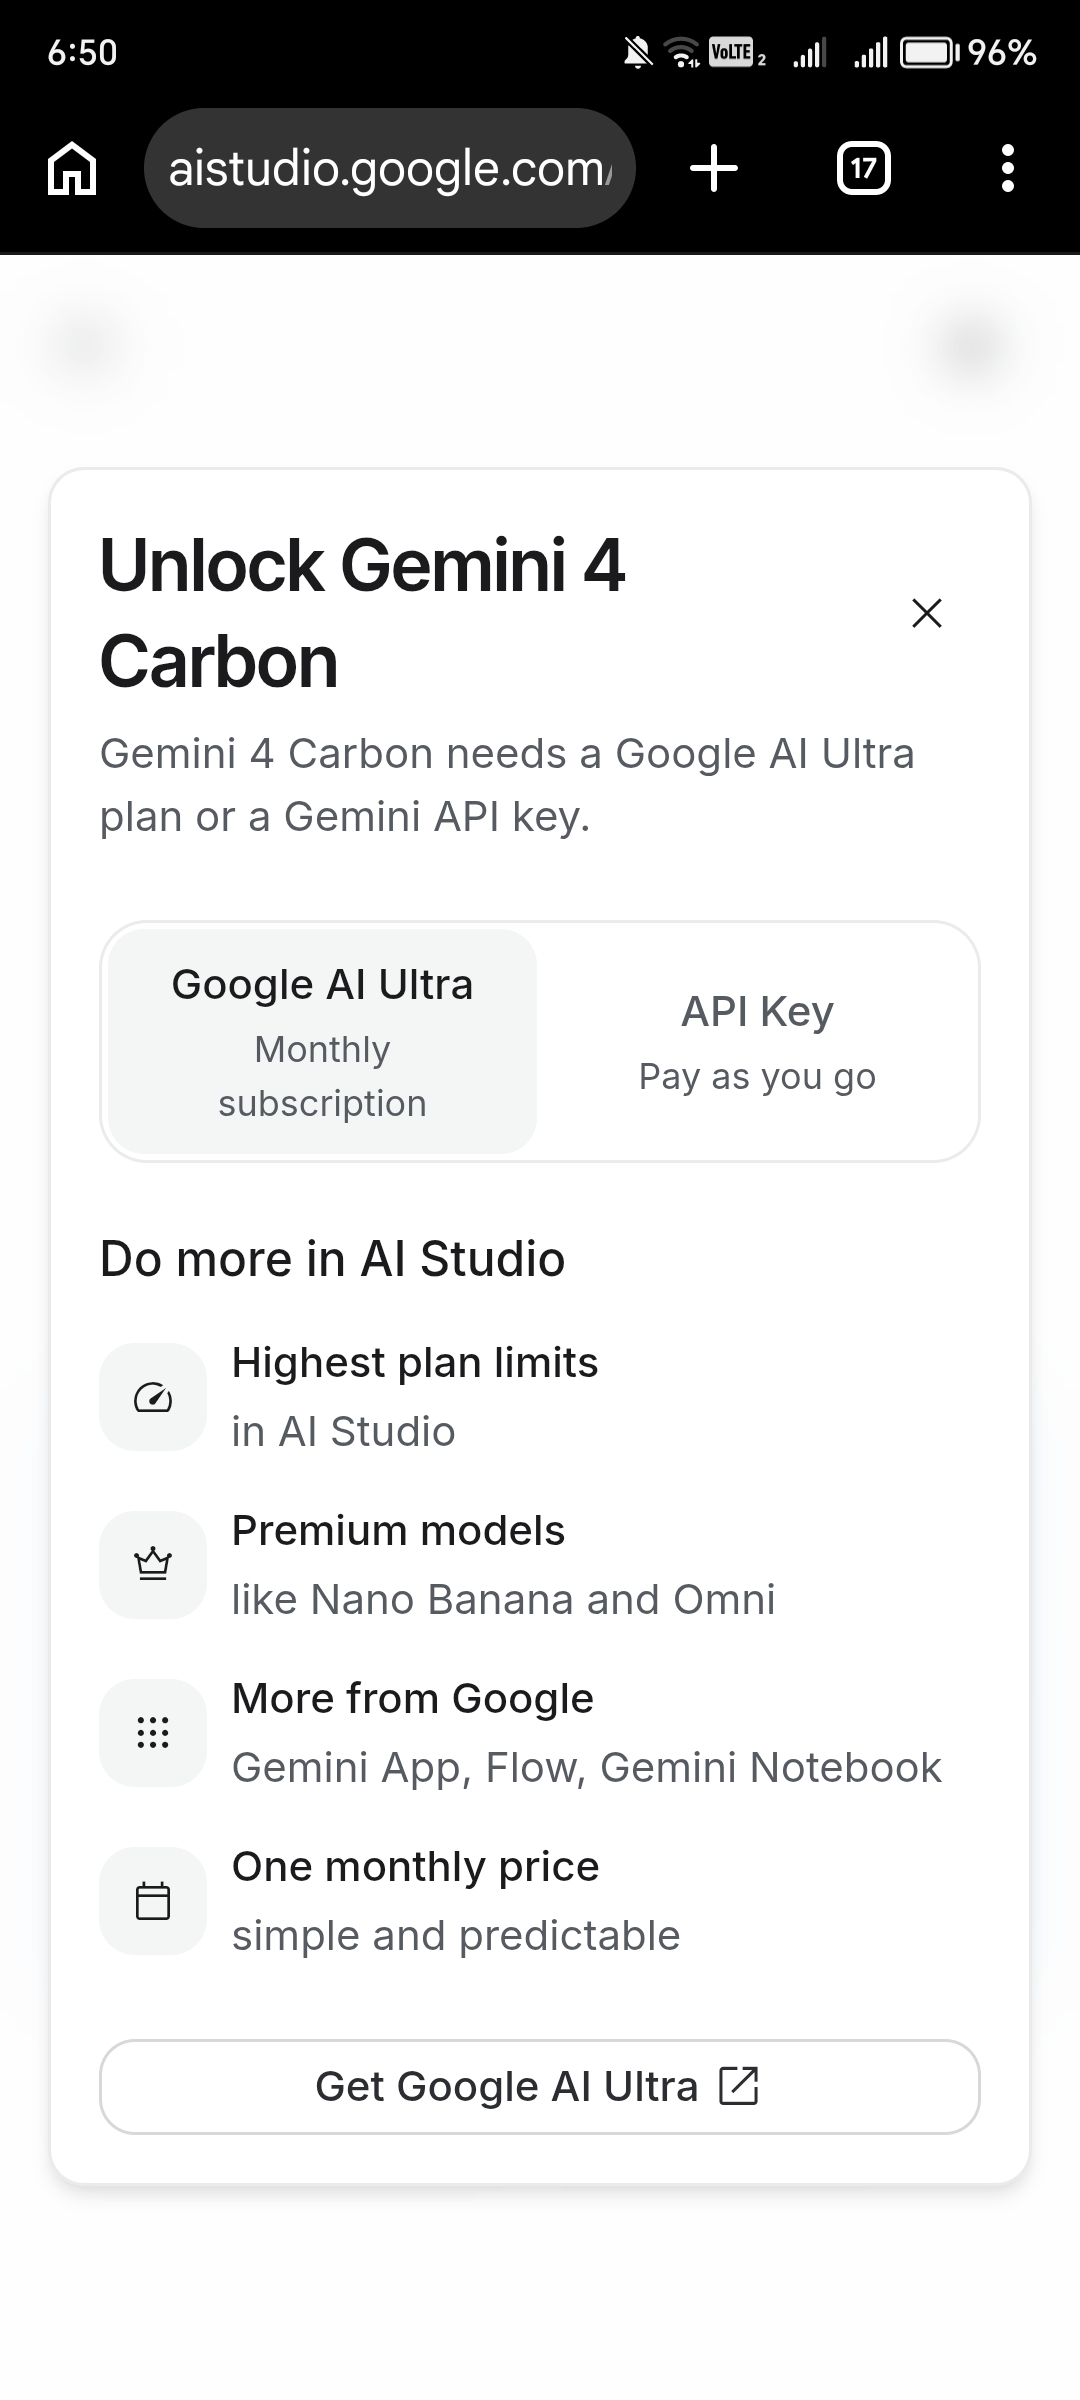 6:50
VoLTE 2
96%
aistudio.google.com/
17
Unlock Gemini 4
Carbon
Gemini 4 Carbon needs a Google AI Ultra
plan or a Gemini API key.
Google AI Ultra
Monthly
subscription
API Key
Pay as you go
Do more in AI Studio
Highest plan limits
in AI Studio
Premium models
like Nano Banana and Omni
More from Google
Gemini App, Flow, Gemini Notebook
One monthly price
simple and predictable
Get Google AI Ultra